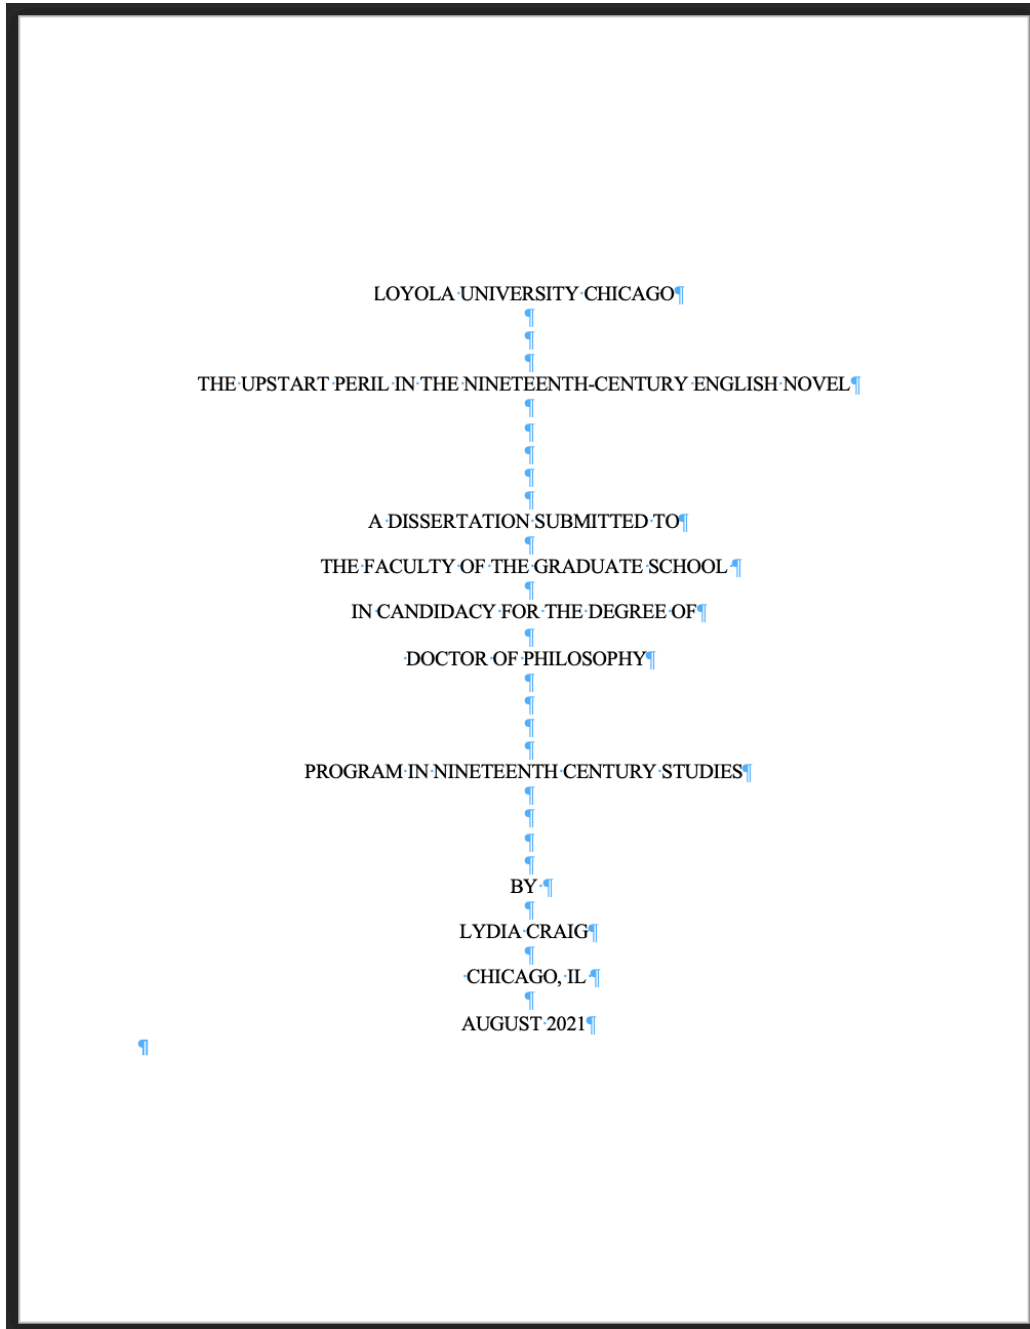 LOYOLA UNIVERSITY CHICAGO
THE UPSTART PERIL IN THE NINETEENTH-CENTURY ENGLISH NOVEL
A DISSERTATION SUBMITTED TO
THE FACULTY OF THE GRADUATE SCHOOL
IN CANDIDACY FOR THE DEGREE OF
DOCTOR OF PHILOSOPHY
PROGRAM IN NINETEENTH CENTURY STUDIES
BY
LYDIA CRAIG
CHICAGO, IL
AUGUST 2021